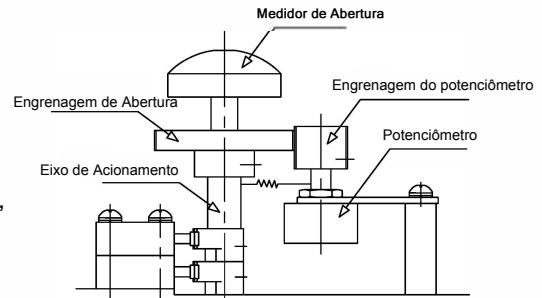 Medidor de Abertura
Engrenagem do potenciômetro
Engrenagem de Abertura
Potenciômetro
Eixo de Acionamento
,